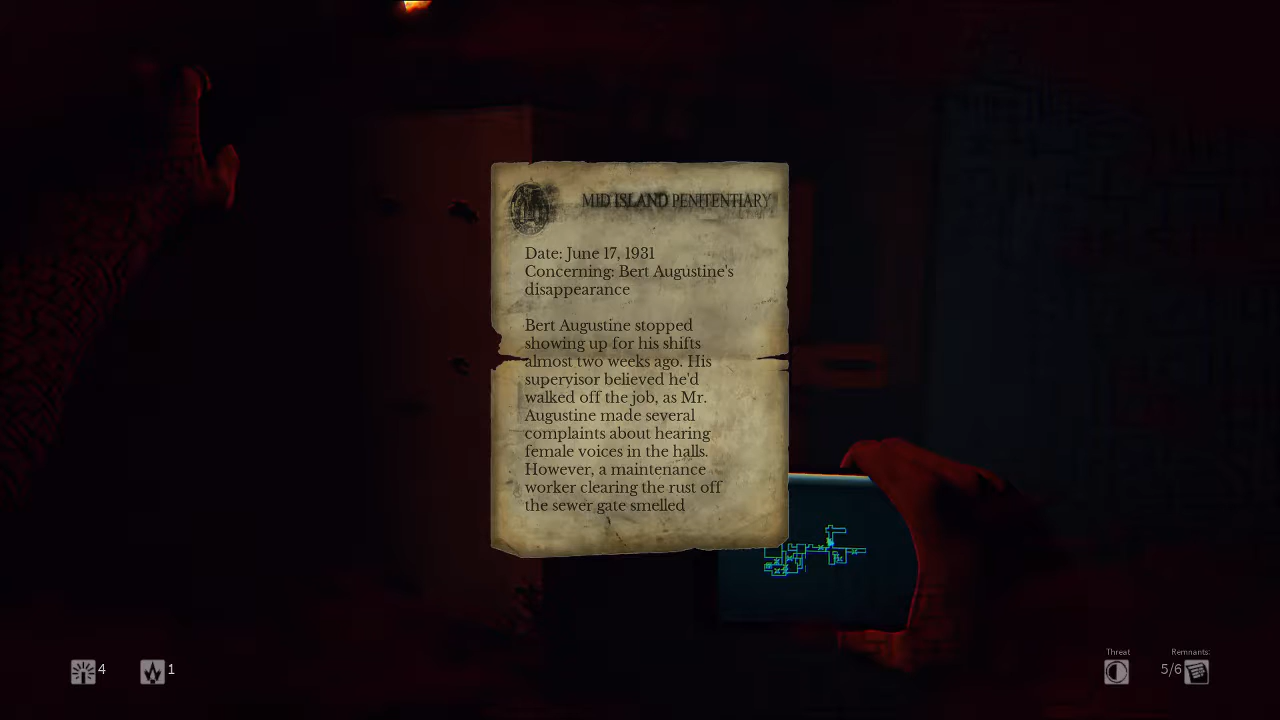 MID ISLAND PENITENTIARY
Date: June 17, 1931
Concerning: Bert Augustine's
disappearance
Bert Augustine stopped
showing up for his shifts
almost two weeks ago. His
supervisor believed he'd
walked off the job, as Mr.
Augustine made several
complaints about hearing
female voices in the halls.
However, a maintenance
worker clearing the rust off
the sewer gate smelled
4
1
Threat
Remnants:
5/6